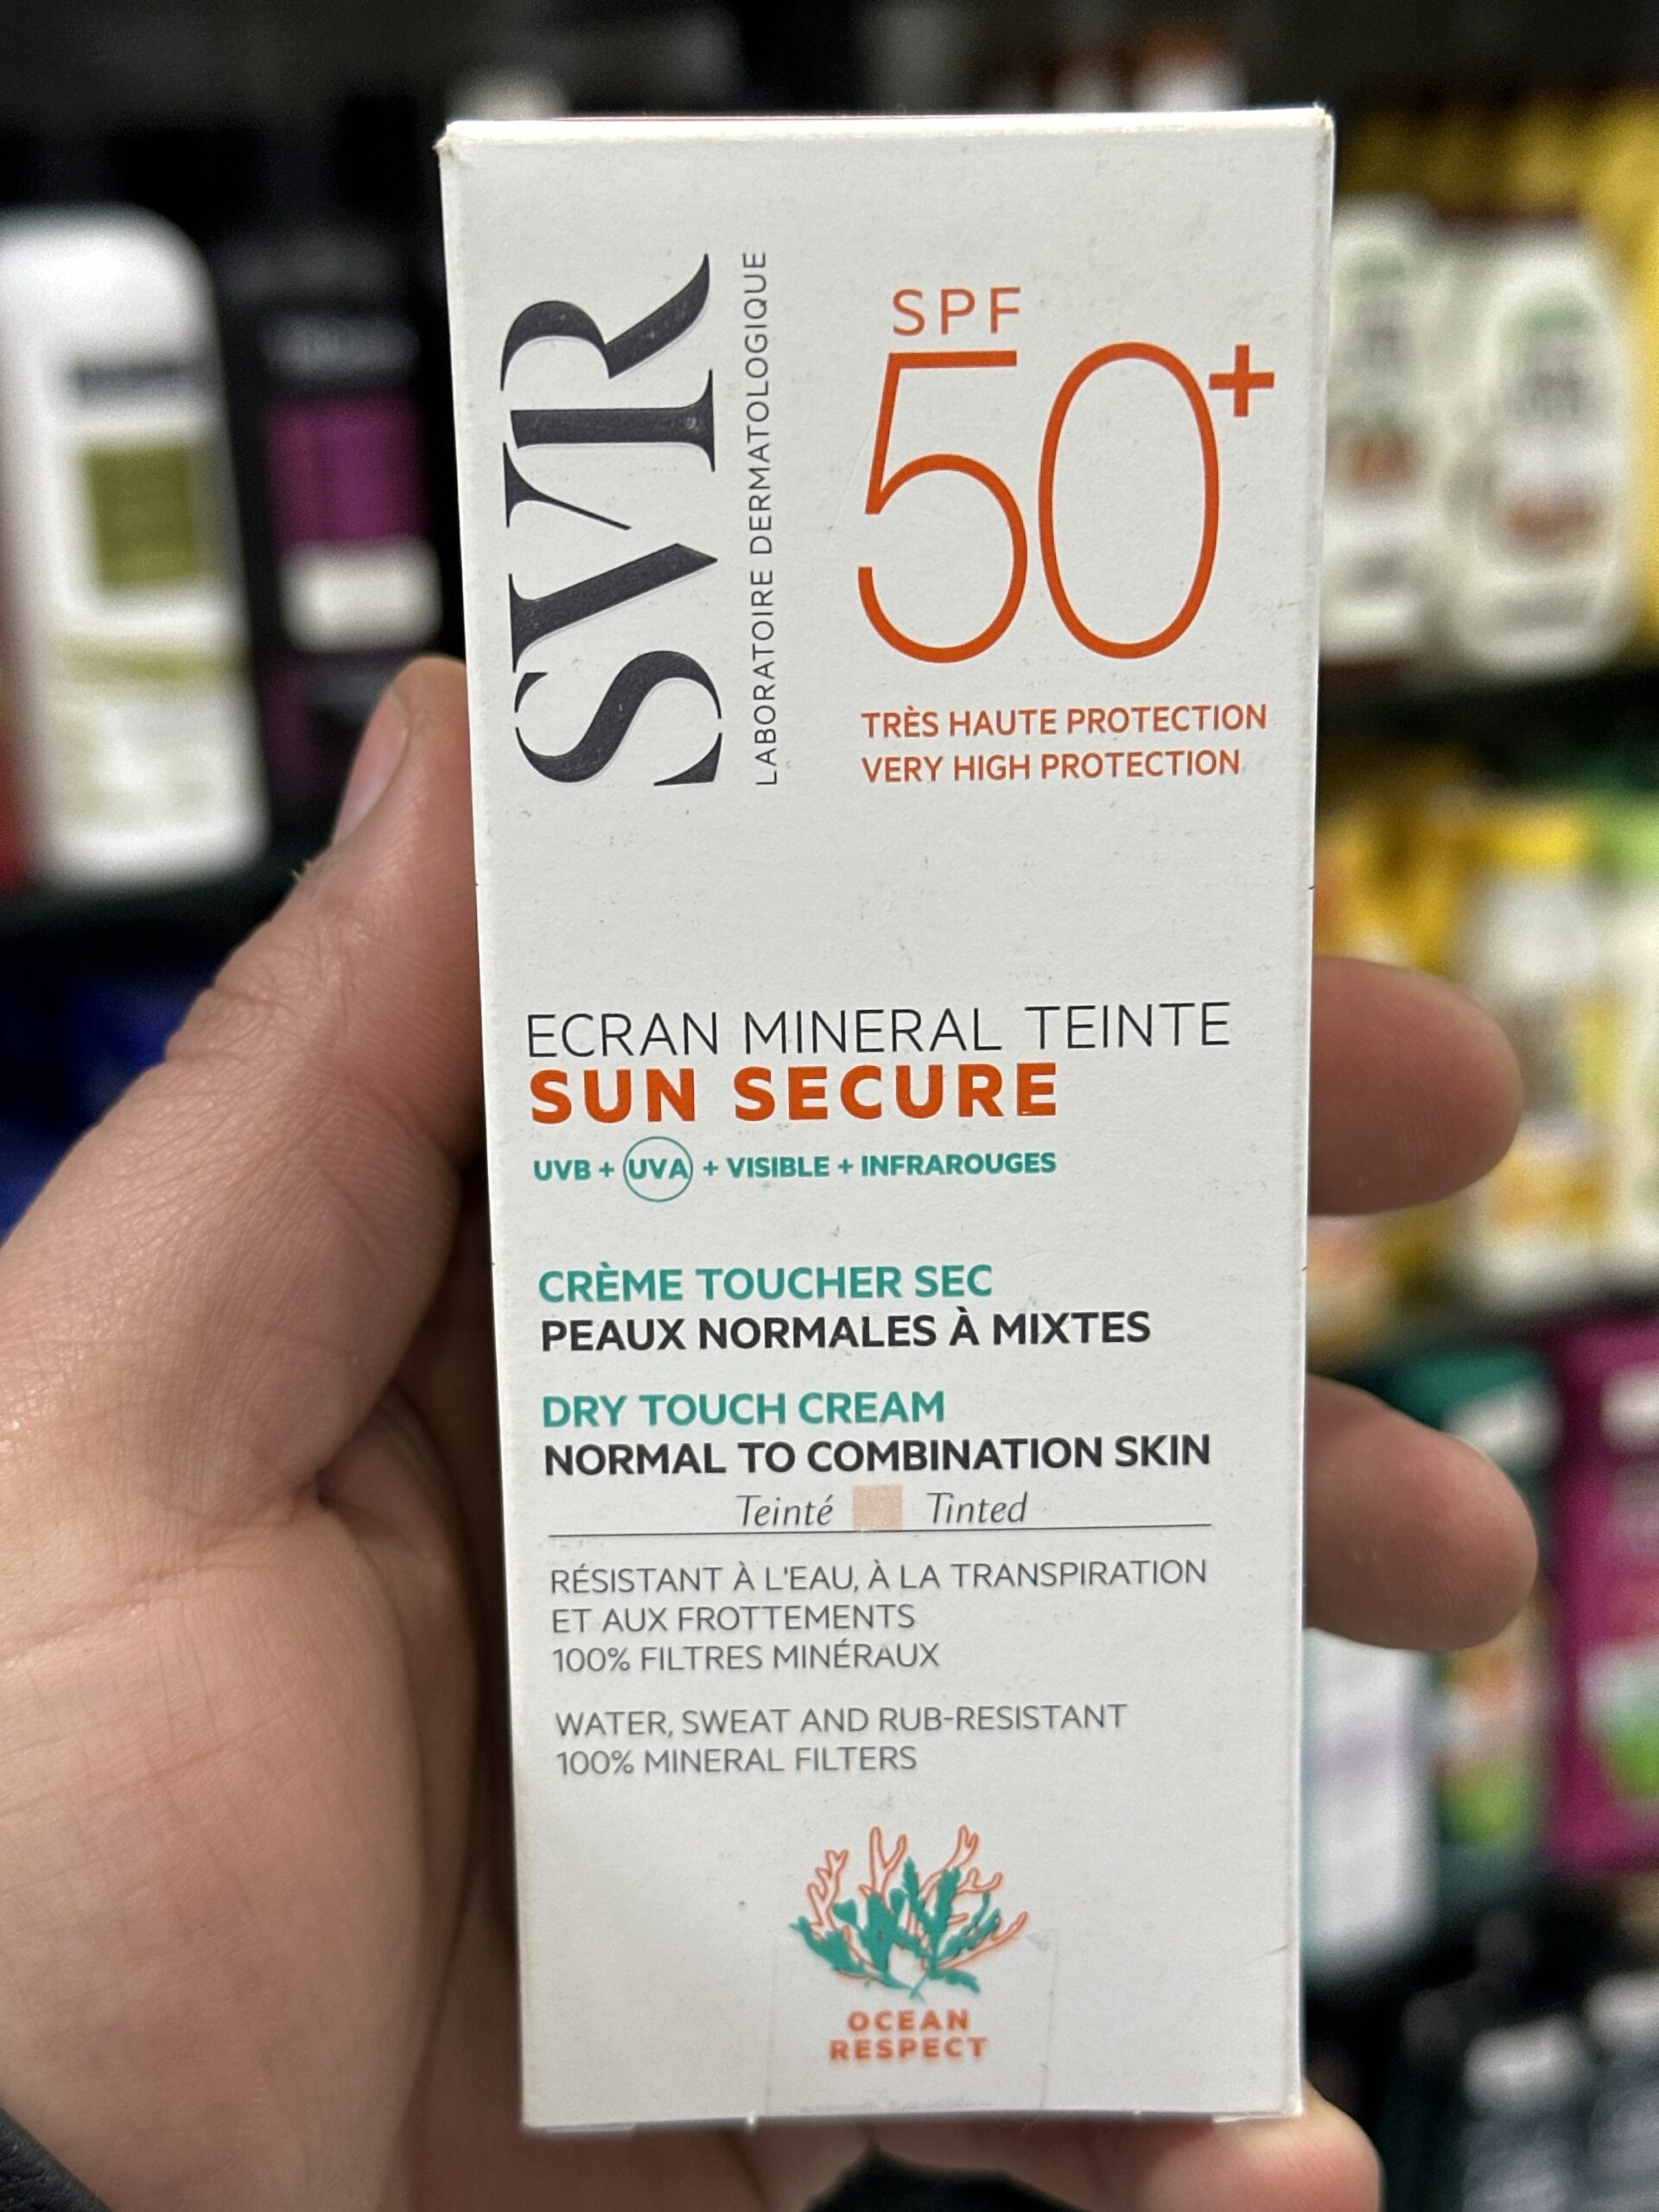 SVR
LABORATOIRE DERMATOLOGIQUE
SPF
50+
TRÈS HAUTE PROTECTION
VERY HIGH PROTECTION
ECRAN MINERAL TEINTE
SUN SECURE
UVB + UVA + VISIBLE + INFRAROUGES
CRÈME TOUCHER SEC
PEAUX NORMALES À MIXTES
DRY TOUCH CREAM
NORMAL TO COMBINATION SKIN
Teinté Tinted
RÉSISTANT À L'EAU, À LA TRANSPIRATION
ET AUX FROTTEMENTS
100% FILTRES MINÉRAUX
WATER, SWEAT AND RUB-RESISTANT
100% MINERAL FILTERS
OCEAN
RESPECT